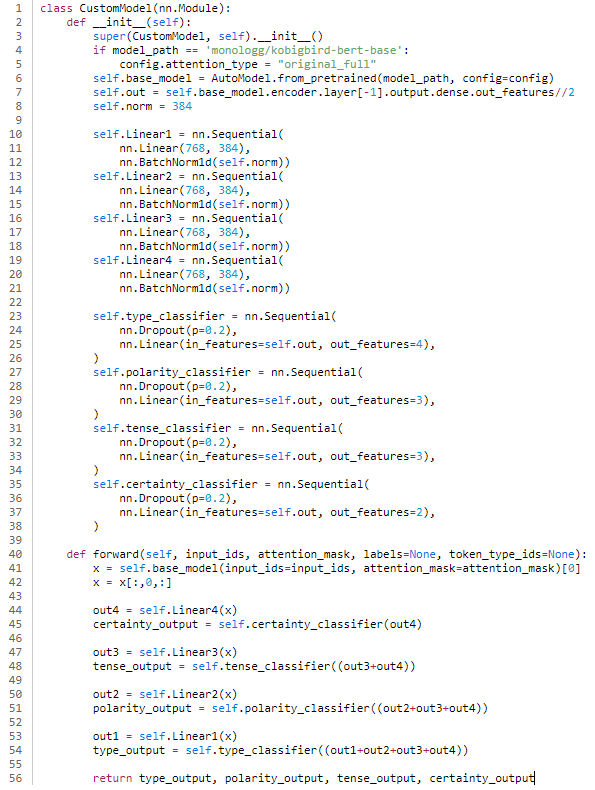 1 class CustomModel(nn.Module):
2     def __init__(self):
3         super(CustomModel, self).__init__()
4         if model_path == 'monologg/kobigbird-bert-base':
5             config.attention_type = "original_full"
6         self.base_model = AutoModel.from_pretrained(model_path, config=config)
7         self.out = self.base_model.encoder.layer[-1].output.dense.out_features//2
8         self.norm = 384
9
10         self.Linear1 = nn.Sequential(
11             nn.Linear(768, 384),
12             nn.BatchNorm1d(self.norm))
13         self.Linear2 = nn.Sequential(
14             nn.Linear(768, 384),
15             nn.BatchNorm1d(self.norm))
16         self.Linear3 = nn.Sequential(
17             nn.Linear(768, 384),
18             nn.BatchNorm1d(self.norm))
19         self.Linear4 = nn.Sequential(
20             nn.Linear(768, 384),
21             nn.BatchNorm1d(self.norm))
22
23         self.type_classifier = nn.Sequential(
24             nn.Dropout(p=0.2),
25             nn.Linear(in_features=self.out, out_features=4),
26         )
27         self.polarity_classifier = nn.Sequential(
28             nn.Dropout(p=0.2),
29             nn.Linear(in_features=self.out, out_features=3),
30         )
31         self.tense_classifier = nn.Sequential(
32             nn.Dropout(p=0.2),
33             nn.Linear(in_features=self.out, out_features=3),
34         )
35         self.certainty_classifier = nn.Sequential(
36             nn.Dropout(p=0.2),
37             nn.Linear(in_features=self.out, out_features=2),
38         )
39
40     def forward(self, input_ids, attention_mask, labels=None, token_type_ids=None):
41         x = self.base_model(input_ids=input_ids, attention_mask=attention_mask)[0]
42         x = x[:,0,:]
43
44         out4 = self.Linear4(x)
45         certainty_output = self.certainty_classifier(out4)
46
47         out3 = self.Linear3(x)
48         tense_output = self.tense_classifier((out3+out4))
49
50         out2 = self.Linear2(x)
51         polarity_output = self.polarity_classifier((out2+out3+out4))
52
53         out1 = self.Linear1(x)
54         type_output = self.type_classifier((out1+out2+out3+out4))
55
56         return type_output, polarity_output, tense_output, certainty_output